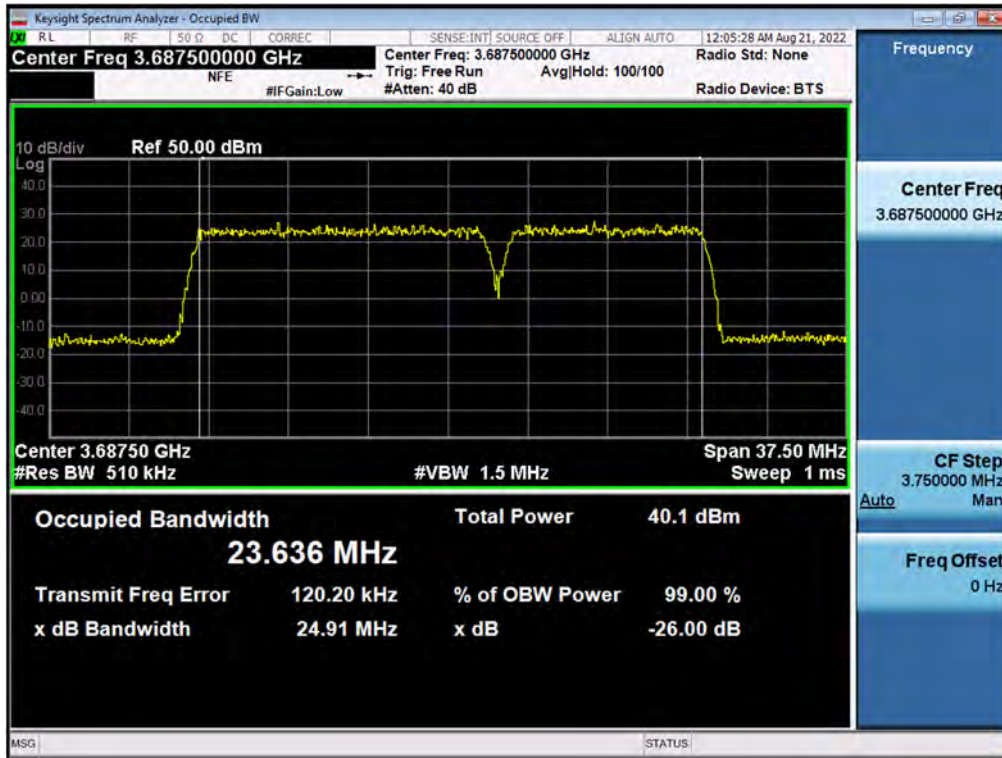 Keysight Spectrum Analyzer - Occupied BW
LXI RL RF 50 Ω DC CORREC SENSE:INT SOURCE OFF ALIGN AUTO 12:05:28 AM Aug 21, 2022
Center Freq 3.687500000 GHz
NFE
#IFGain:Low
Center Freq: 3.687500000 GHz
Trig: Free Run Avg|Hold: 100/100
#Atten: 40 dB
Radio Std: None
Radio Device: BTS
10 dB/div Ref 50.00 dBm
Log
40.0
30.0
20.0
10.0
0.00
-10.0
-20.0
-30.0
-40.0
Center 3.68750 GHz Span 37.50 MHz
#Res BW 510 kHz #VBW 1.5 MHz Sweep 1 ms
Occupied Bandwidth Total Power 40.1 dBm
23.636 MHz
Transmit Freq Error 120.20 kHz % of OBW Power 99.00 %
x dB Bandwidth 24.91 MHz x dB -26.00 dB
Frequency
Center Freq
3.687500000 GHz
CF Step
3.750000 MHz
Auto Man
Freq Offset
0 Hz
MSG STATUS